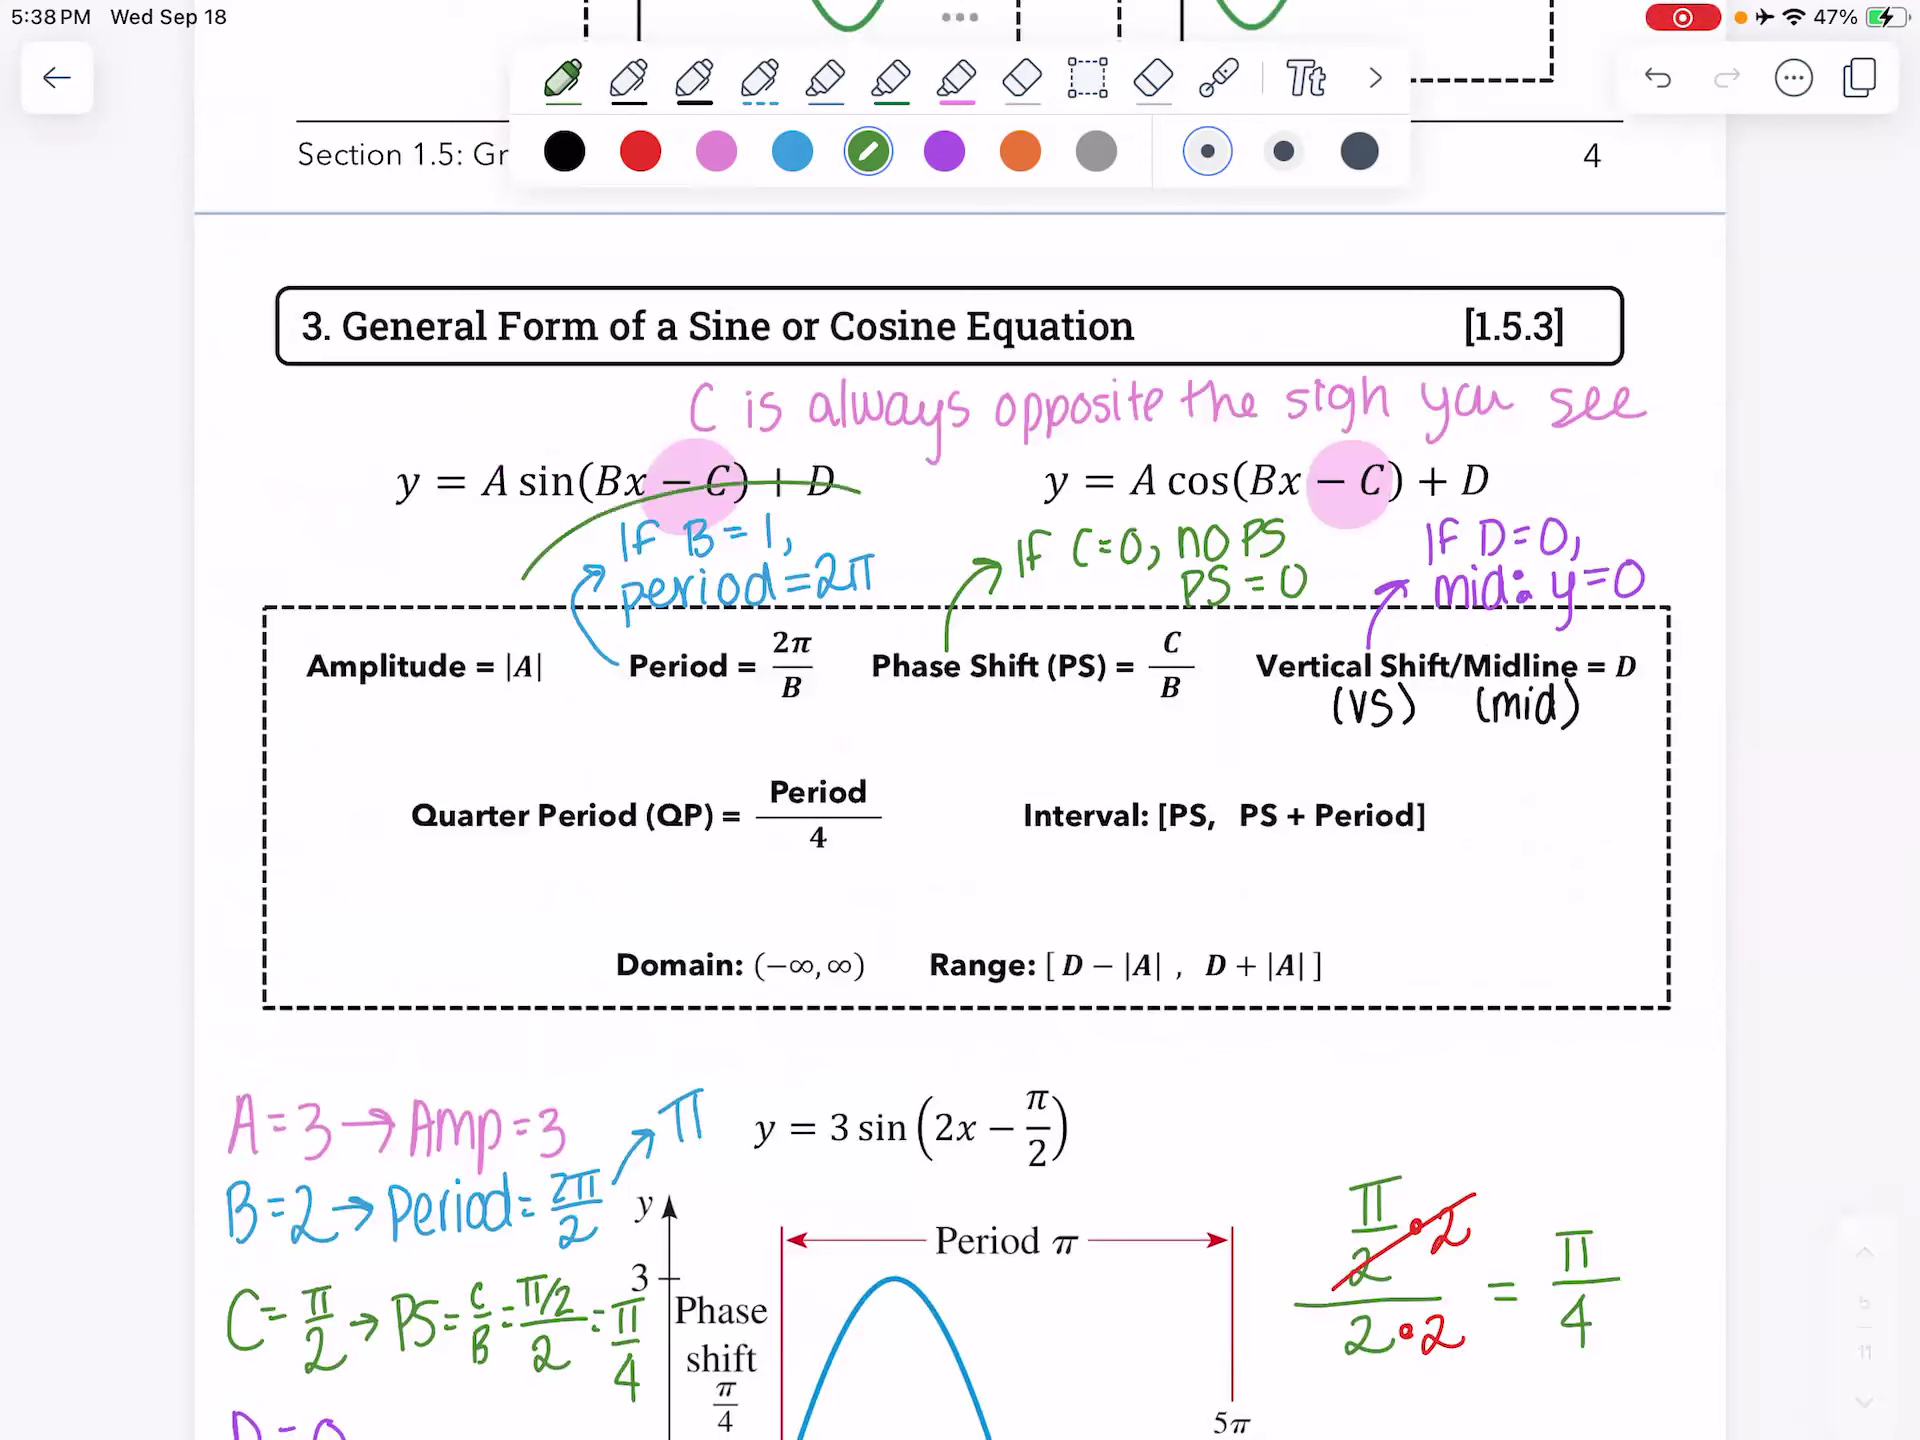 5:38 PM Wed Sep 18
47%
Tt
Section 1.5: Gr
4
3. General Form of a Sine or Cosine Equation [1.5.3]
C is always opposite the sign you see
y = A sin(Bx − C) + D y = A cos(Bx − C) + D
If B = 1,
period = 2π
If C=0, no PS
PS = 0
If D=0,
mid: y=0
Amplitude = |A| Period = 2π/B Phase Shift (PS) = C/B Vertical Shift/Midline = D
(VS) (mid)
Quarter Period (QP) = Period/4 Interval: [PS, PS + Period]
Domain: (−∞, ∞) Range: [ D − |A| , D + |A| ]
A = 3 → Amp = 3
B = 2 → Period = 2π/2 → π
C = π/2 → PS = C/B = π/2/2 = π/4
D = 0
y = 3 sin(2x − π/2)
y
Period π
3
Phase
shift
π/4
5π
π/2 • 2 / 2 • 2 = π/4
5
11